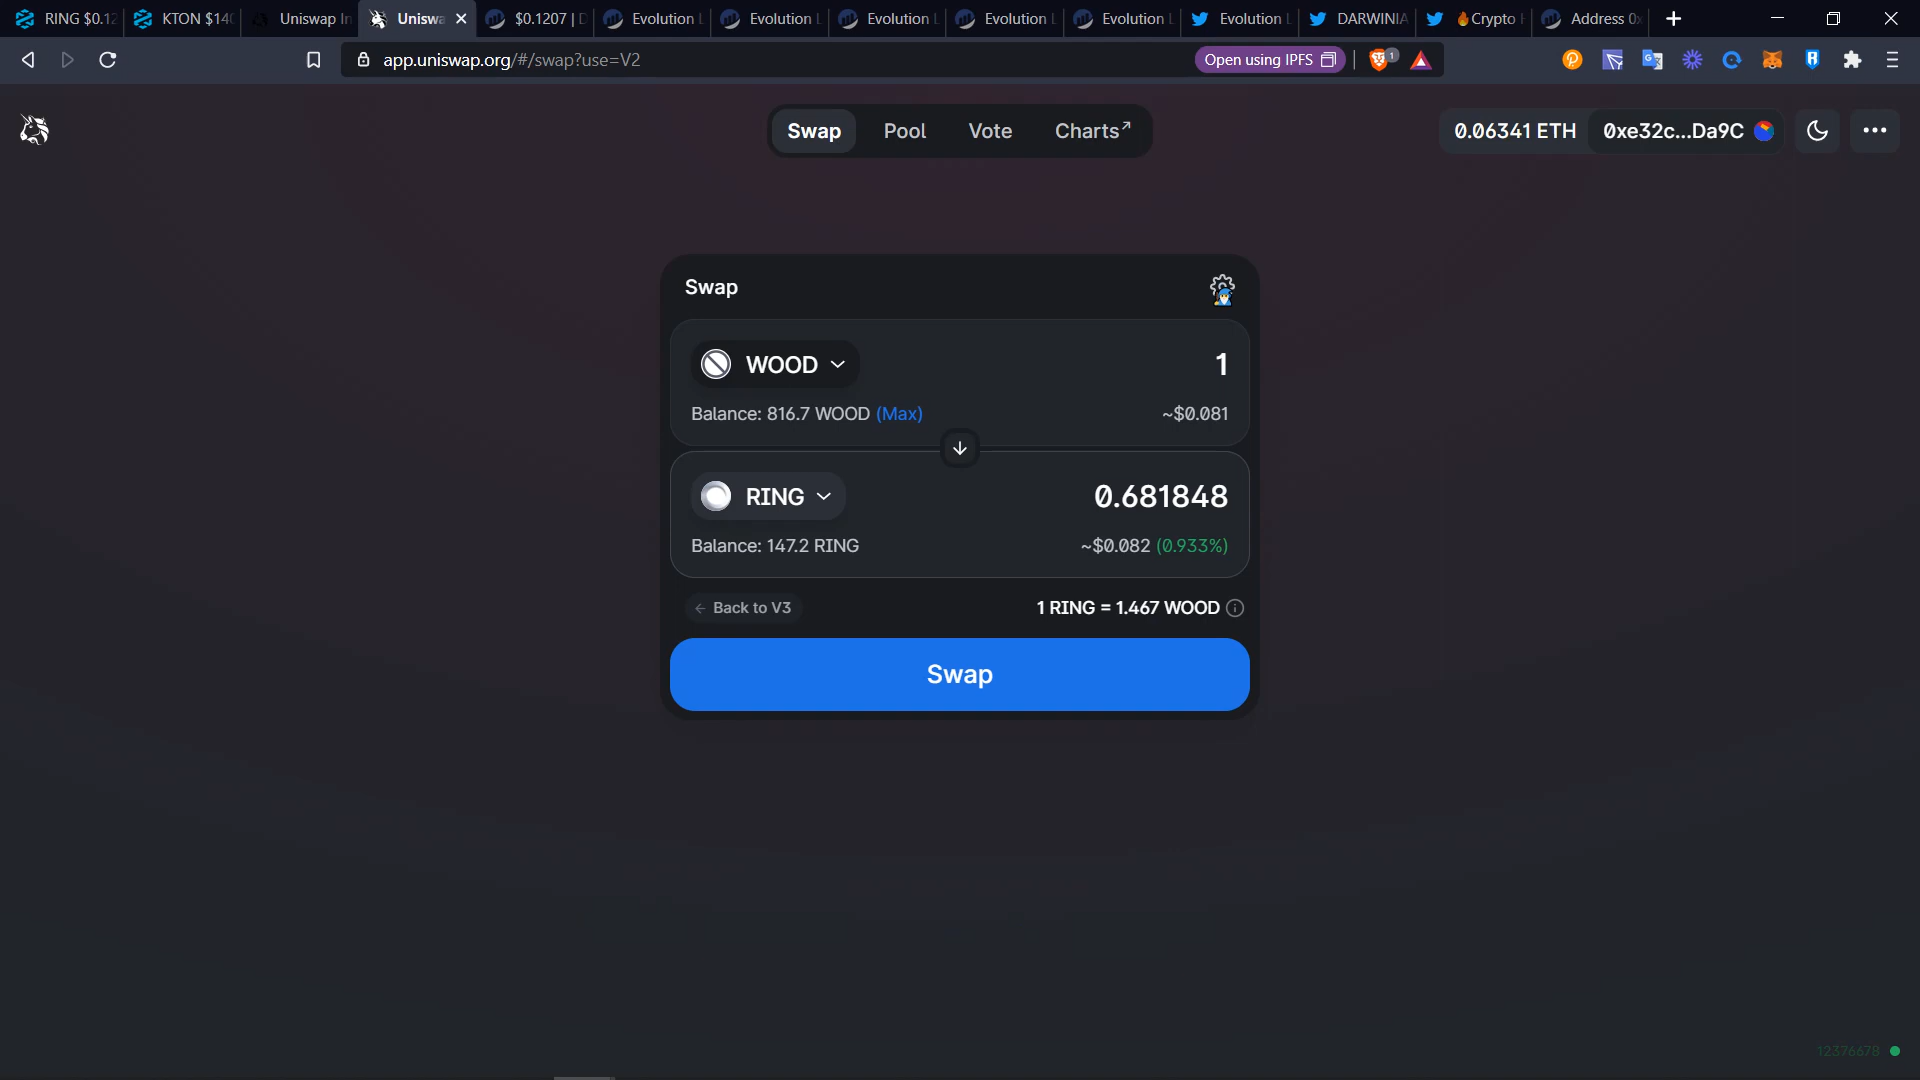 RING $0.12
KTON $140
Uniswap In
Uniswa
$0.1207 | D
Evolution L
Evolution L
Evolution L
Evolution L
Evolution L
Evolution L
DARWINIA
🔥Crypto
Address 0x
app.uniswap.org/#/swap?use=V2
Open using IPFS
1
Swap
Pool
Vote
Charts↗
0.06341 ETH
0xe32c...Da9C
Swap
WOOD
1
Balance: 816.7 WOOD (Max)
~$0.081
RING
0.681848
Balance: 147.2 RING
~$0.082 (0.933%)
← Back to V3
1 RING = 1.467 WOOD
Swap
12376678